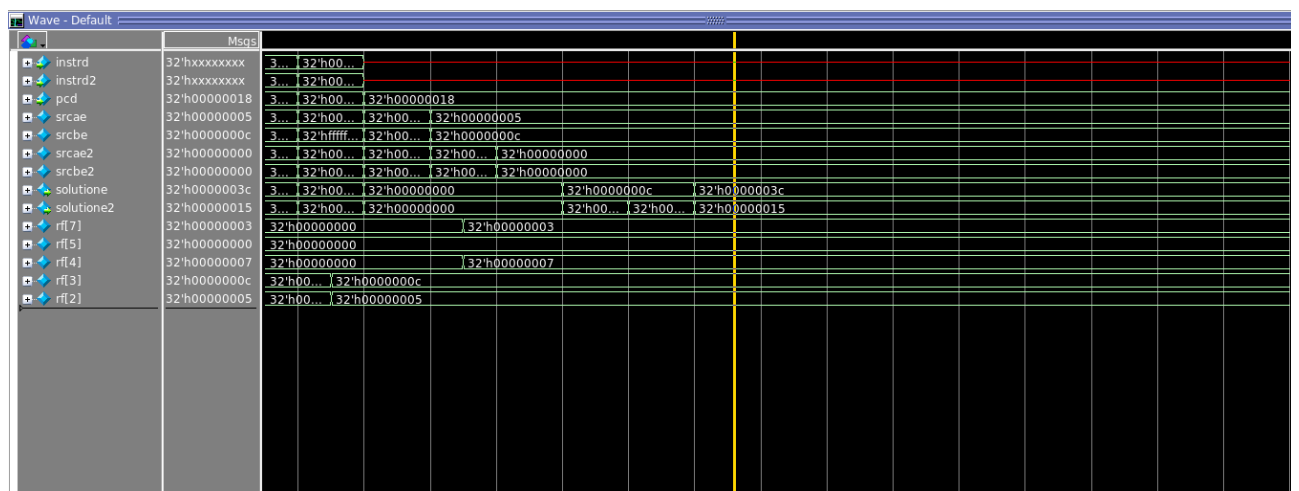 Wave - Default
Msgs
instrd 32'hxxxxxxxx 3... 32'h00...
instrd2 32'hxxxxxxxx 3... 32'h00...
pcd 32'h00000018 3... 32'h00... 32'h00000018
srcae 32'h00000005 3... 32'h00... 32'h00... 32'h00000005
srcbe 32'h0000000c 3... 32'hfffff... 32'h00... 32'h0000000c
srcae2 32'h00000000 3... 32'h00... 32'h00... 32'h00... 32'h00000000
srcbe2 32'h00000000 3... 32'h00... 32'h00... 32'h00... 32'h00000000
solutione 32'h0000003c 3... 32'h00... 32'h00000000 32'h0000000c 32'h0000003c
solutione2 32'h00000015 3... 32'h00... 32'h00000000 32'h00... 32'h00... 32'h00000015
rf[7] 32'h00000003 32'h00000000 32'h00000003
rf[5] 32'h00000000 32'h00000000
rf[4] 32'h00000007 32'h00000000 32'h00000007
rf[3] 32'h0000000c 32'h00... 32'h0000000c
rf[2] 32'h00000005 32'h00... 32'h00000005